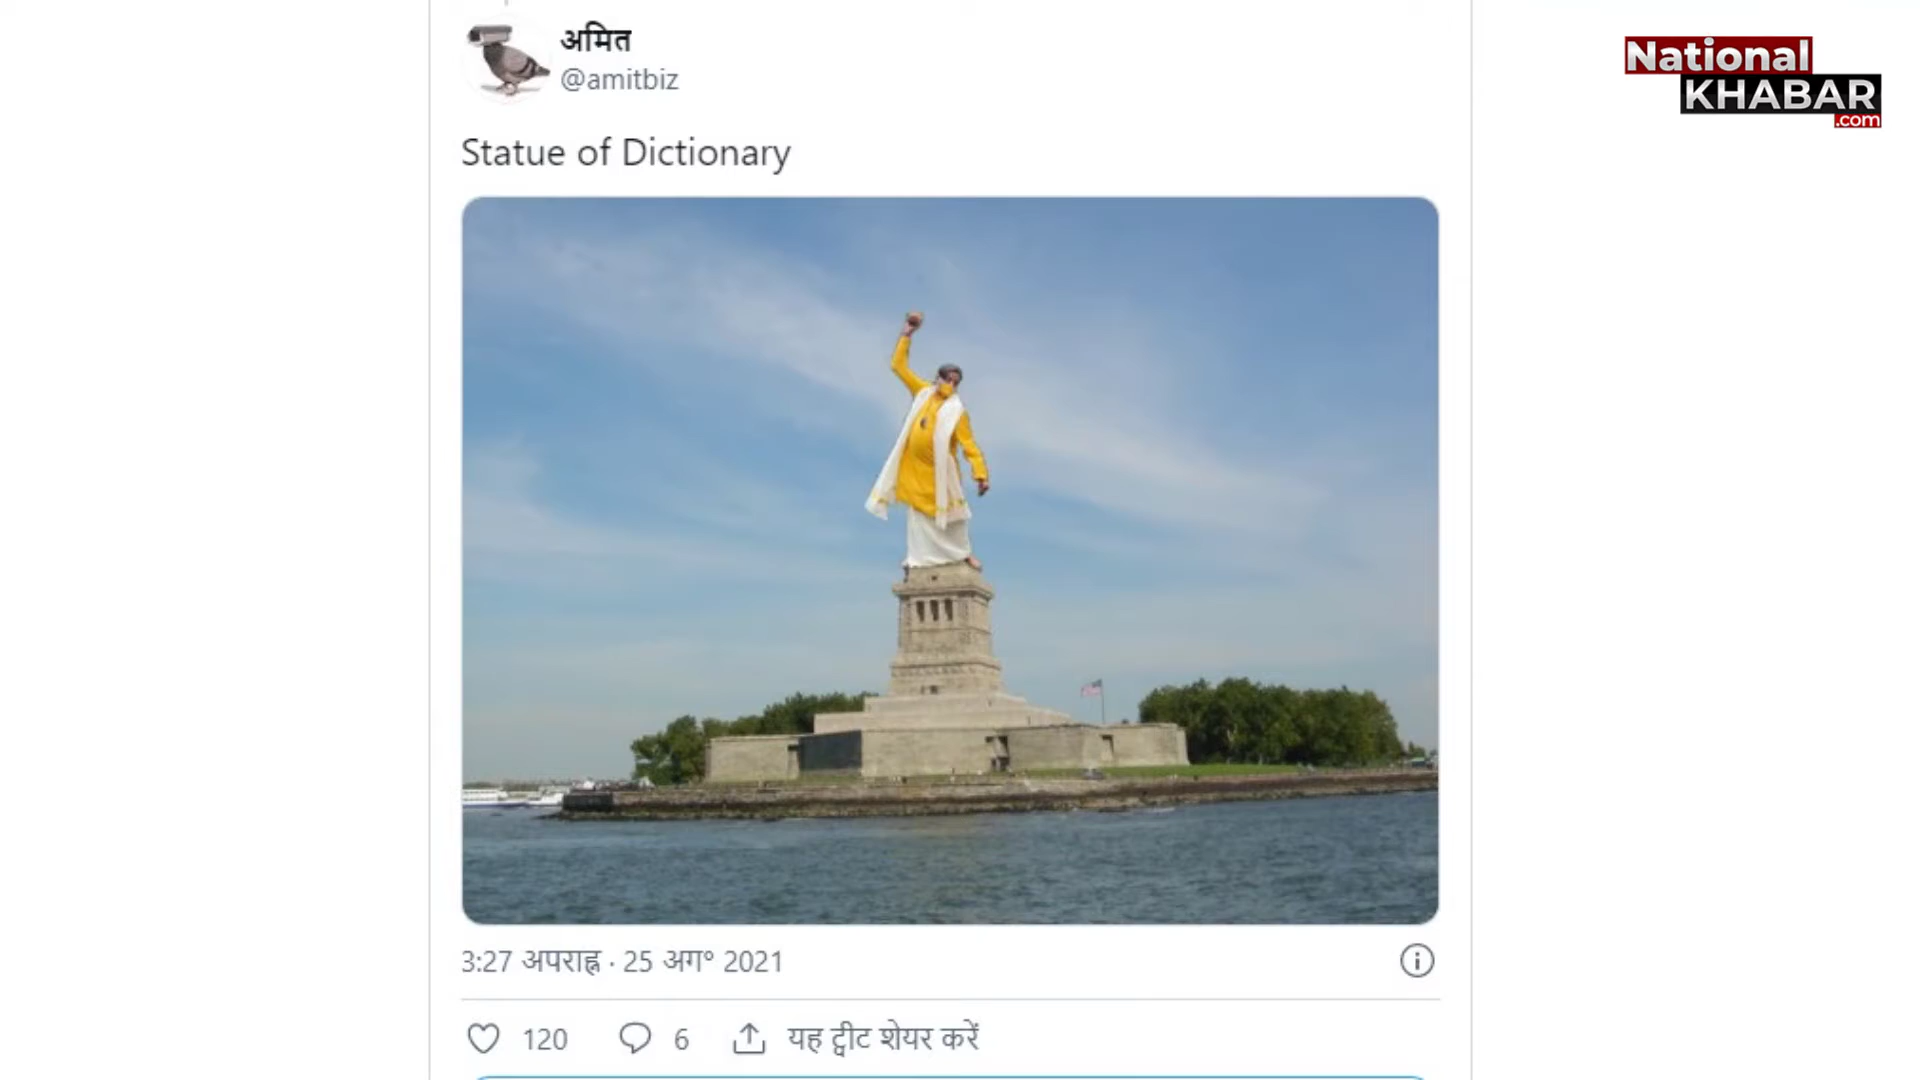 अमित
@amitbiz
National
KHABAR
.com
Statue of Dictionary
3:27 अपराह्न · 25 अग° 2021
120 6 यह ट्वीट शेयर करें